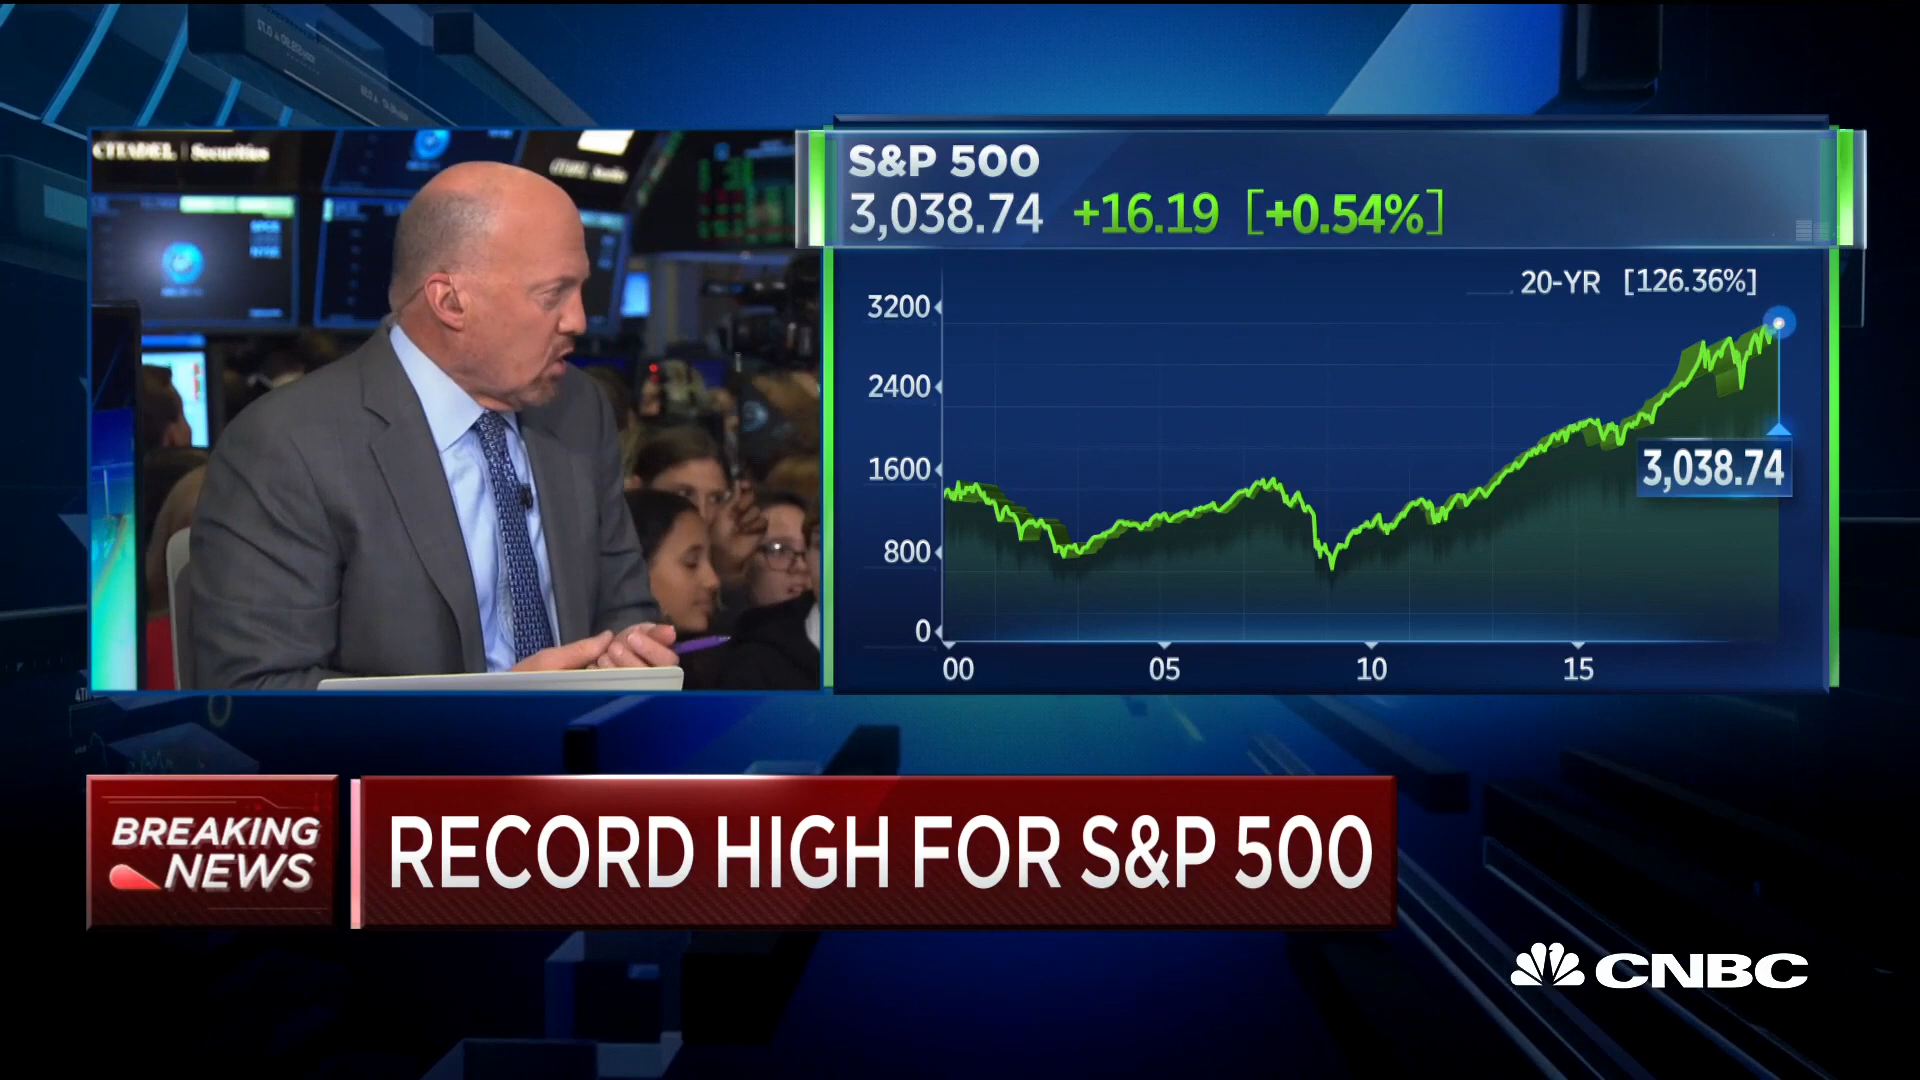 CITADEL | Securities
S&P 500
3,038.74 +16.19 [+0.54%]
20-YR [126.36%]
3200
2400
1600
800
0
3,038.74
00 05 10 15
BREAKING
NEWS
RECORD HIGH FOR S&P 500
CNBC